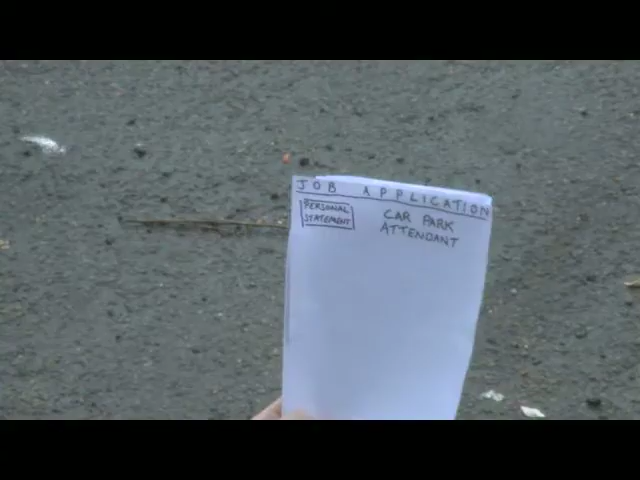 JOB APPLICATION
PERSONAL
STATEMENT
CAR PARK
ATTENDANT